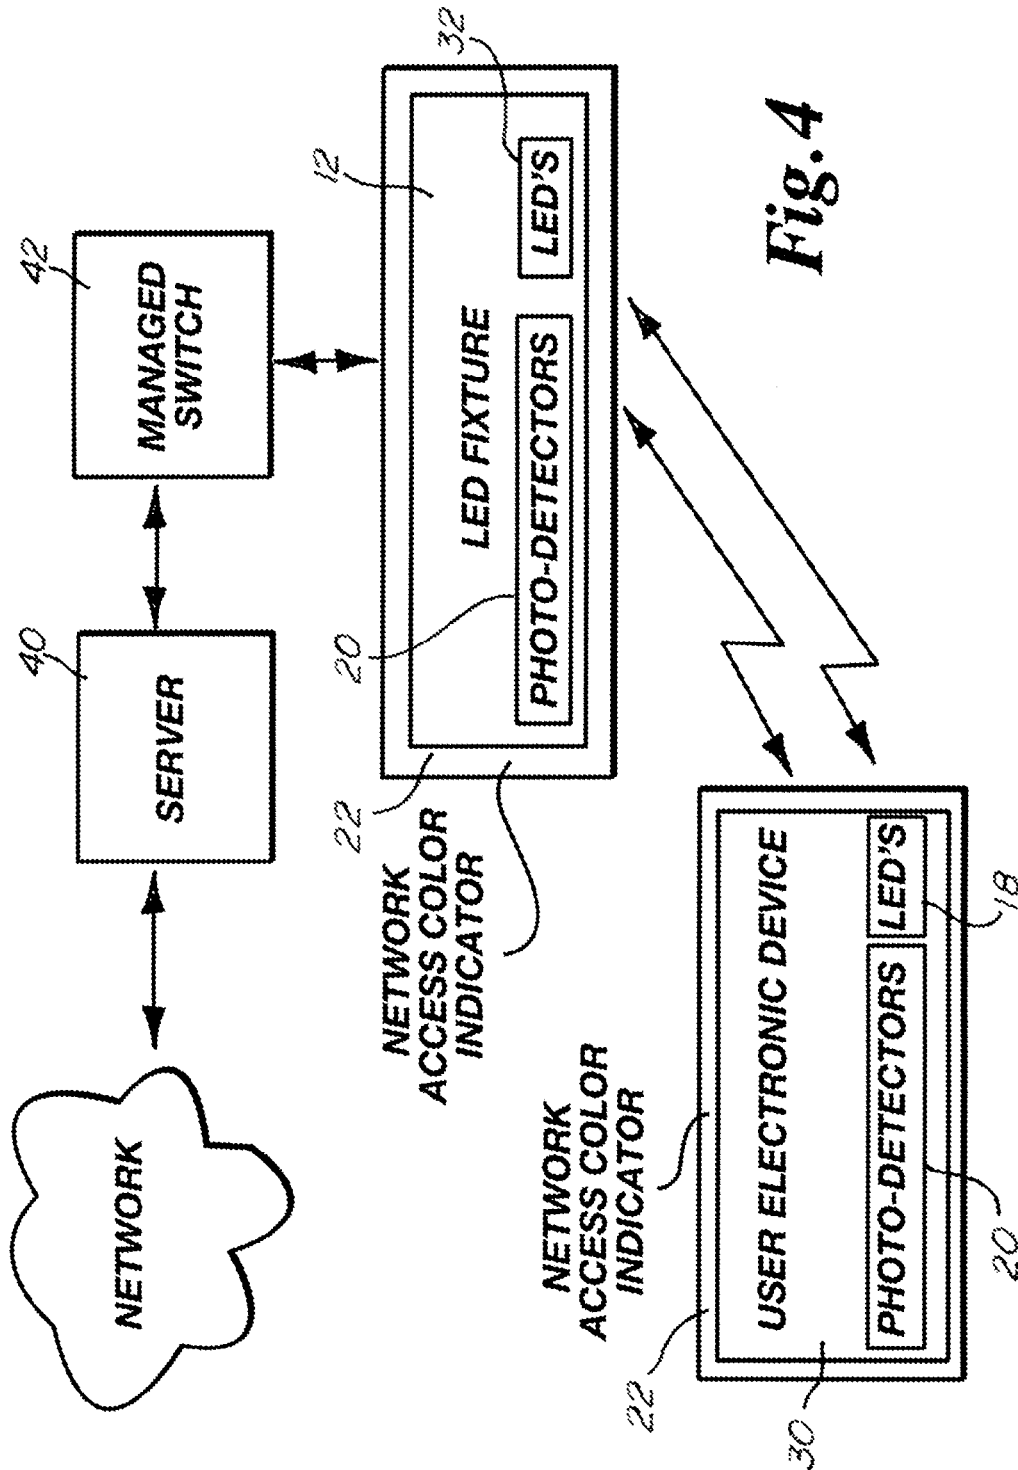 NETWORK
SERVER
40
MANAGED
SWITCH
42
NETWORK
ACCESS COLOR
INDICATOR
22
LED FIXTURE
12
20
PHOTO-DETECTORS
LED'S
32
NETWORK
ACCESS COLOR
INDICATOR
22
30
USER ELECTRONIC DEVICE
PHOTO-DETECTORS
LED'S
20
18
Fig. 4